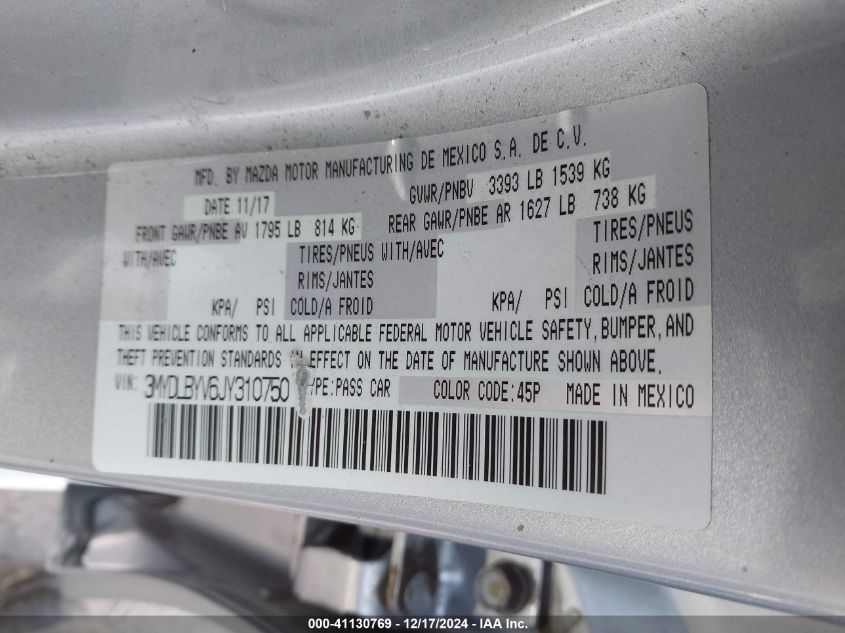 MFD. BY MAZDA MOTOR MANUFACTURING DE MEXICO S.A. DE C.V.
DATE 11/17 GVWR/PNBV 3393 LB 1539 KG
FRONT GAWR/PNBE AV 1795 LB 814 KG REAR GAWR/PNBE AR 1627 LB 738 KG
WITH/AVEC TIRES/PNEUS WITH/AVEC TIRES/PNEUS
RIMS/JANTES RIMS/JANTES
KPA/ PSI COLD/A FROID KPA/ PSI COLD/A FROID
THIS VEHICLE CONFORMS TO ALL APPLICABLE FEDERAL MOTOR VEHICLE SAFETY, BUMPER, AND
THEFT PREVENTION STANDARDS IN EFFECT ON THE DATE OF MANUFACTURE SHOWN ABOVE.
VIN: 3MYDLBYV6JY310750 TYPE:PASS CAR COLOR CODE:45P MADE IN MEXICO
000-41130769 - 12/17/2024 - IAA Inc.